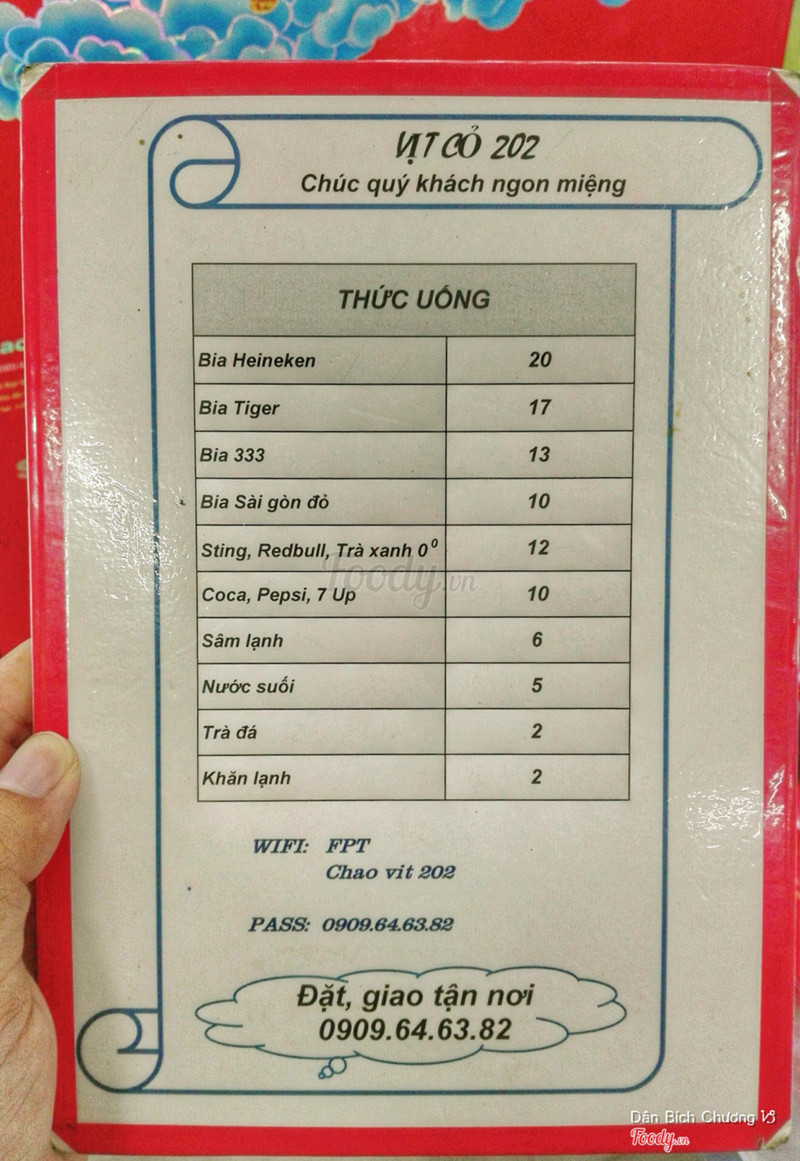 VỊT CỎ 202
Chúc quý khách ngon miệng
THỨC UỐNG
Bia Heineken 20
Bia Tiger 17
Bia 333 13
Bia Sài gòn đỏ 10
Sting, Redbull, Trà xanh 0⁰ 12
Coca, Pepsi, 7 Up 10
Sâm lạnh 6
Nước suối 5
Trà đá 2
Khăn lạnh 2
Foody.vn
WIFI: FPT
Chao vit 202
PASS: 0909.64.63.82
Đặt, giao tận nơi
0909.64.63.82
Dân Bích Chương
Foody.vn